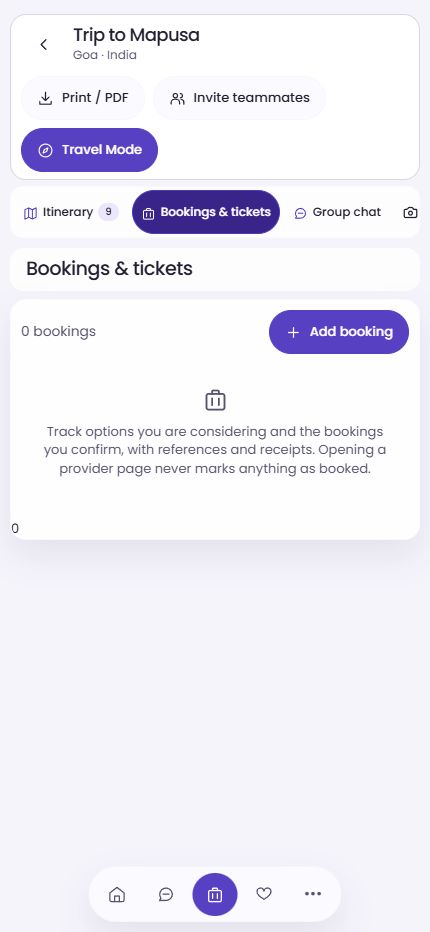 Trip to Mapusa
Goa · India
Print / PDF
Invite teammates
Travel Mode
Itinerary 9
Bookings & tickets
Group chat
Bookings & tickets
0 bookings
Add booking
Track options you are considering and the bookings
you confirm, with references and receipts. Opening a
provider page never marks anything as booked.
0